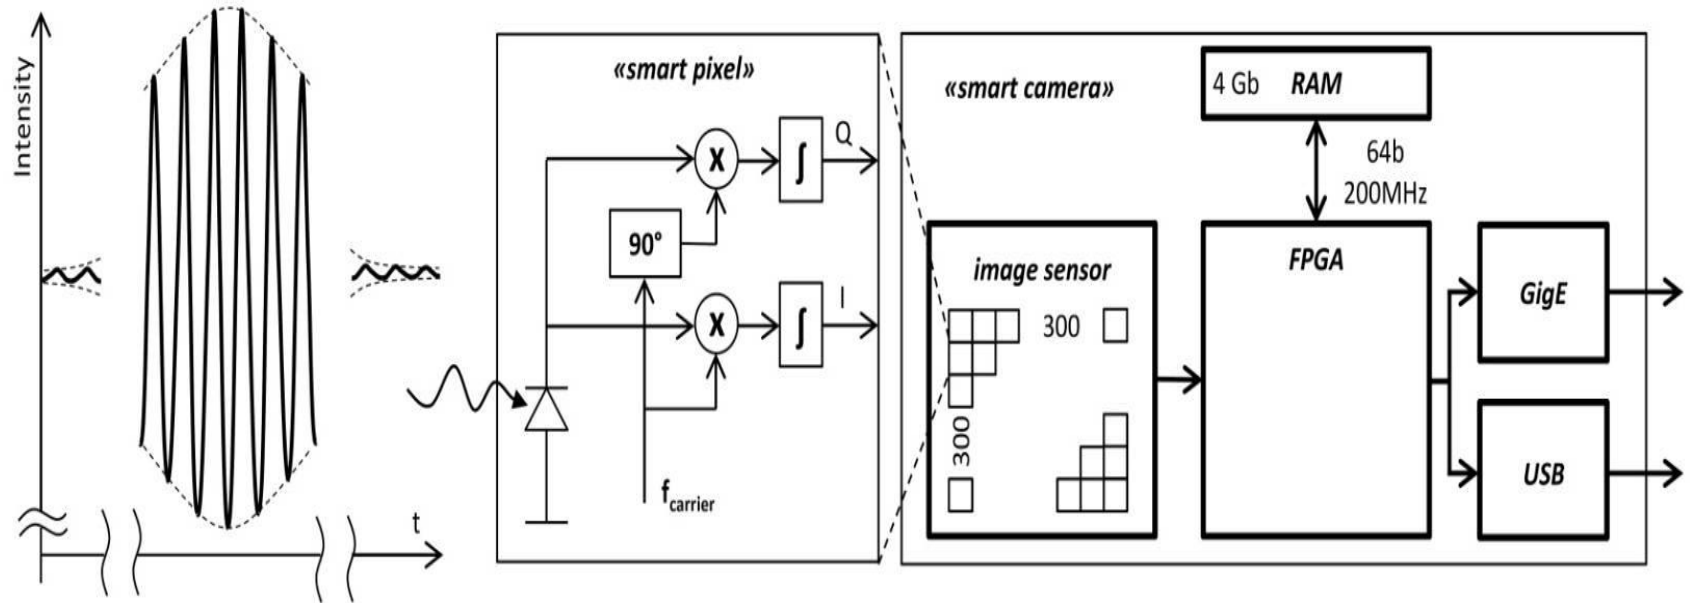 Intensity
t
«smart pixel»
Q
X
∫
90°
I
X
∫
fcarrier
«smart camera»
4 Gb RAM
64b
200MHz
image sensor
300
300
FPGA
GigE
USB